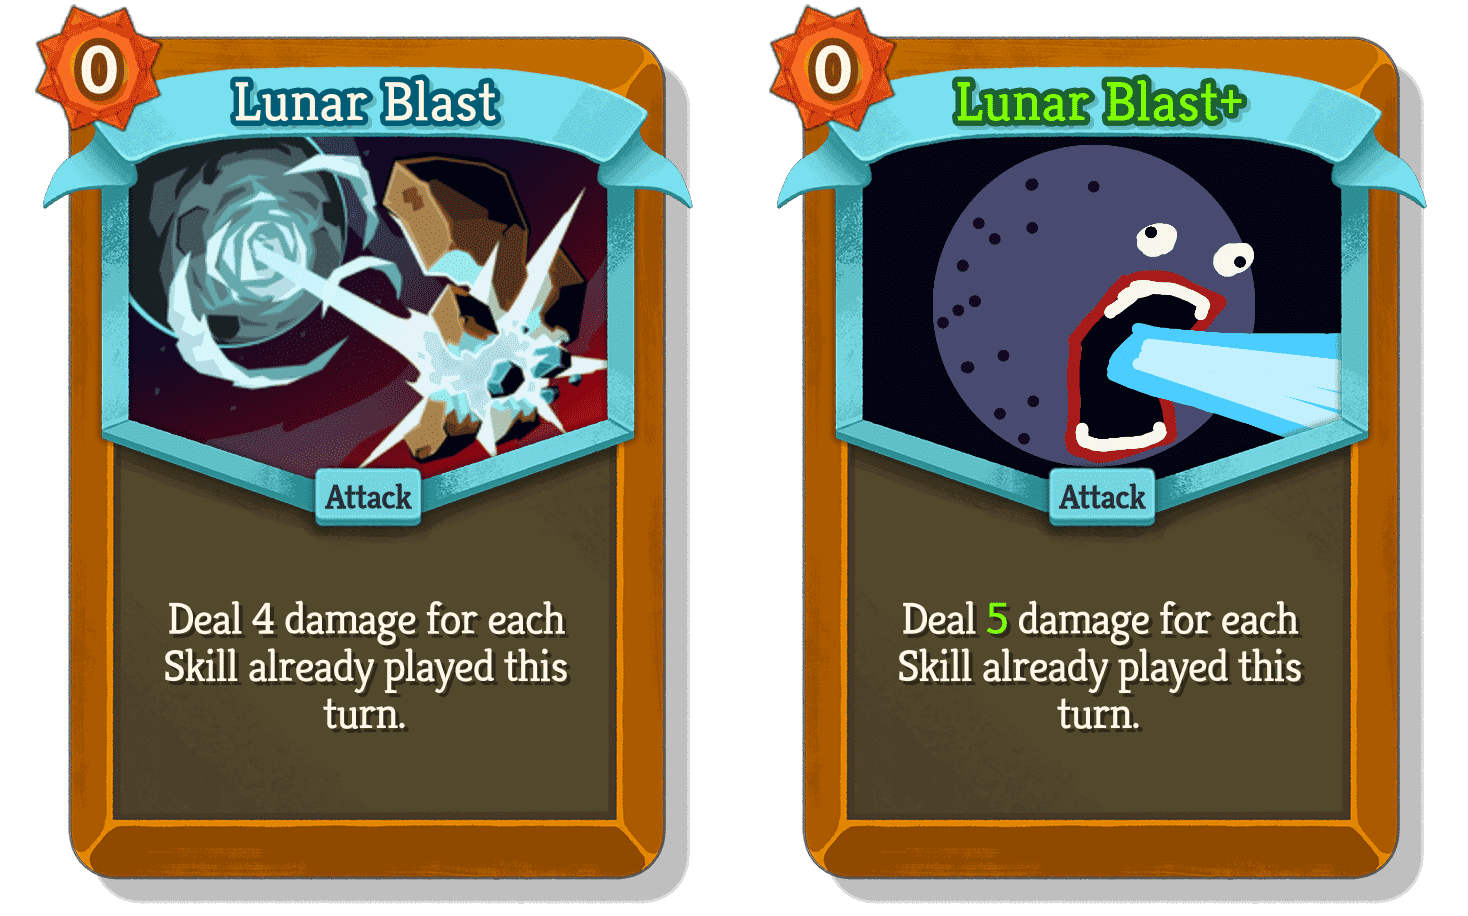 0
Lunar Blast
Attack
Deal 4 damage for each
Skill already played this
turn.
0
Lunar Blast+
Attack
Deal 5 damage for each
Skill already played this
turn.